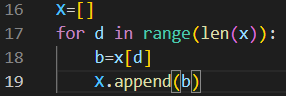 16 X=[]
17 for d in range(len(x)):
18     b=x[d]
19     X.append(b)